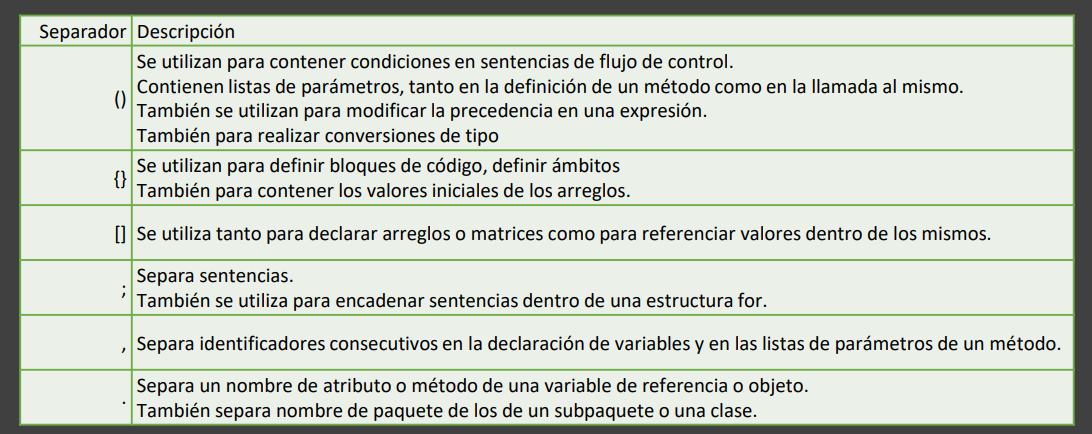 Separador Descripción
Se utilizan para contener condiciones en sentencias de flujo de control.
Contienen listas de parámetros, tanto en la definición de un método como en la llamada al mismo.
() También se utilizan para modificar la precedencia en una expresión.
También para realizar conversiones de tipo
{} Se utilizan para definir bloques de código, definir ámbitos
También para contener los valores iniciales de los arreglos.
[] Se utiliza tanto para declarar arreglos o matrices como para referenciar valores dentro de los mismos.
; Separa sentencias.
También se utiliza para encadenar sentencias dentro de una estructura for.
, Separa identificadores consecutivos en la declaración de variables y en las listas de parámetros de un método.
. Separa un nombre de atributo o método de una variable de referencia o objeto.
También separa nombre de paquete de los de un subpaquete o una clase.